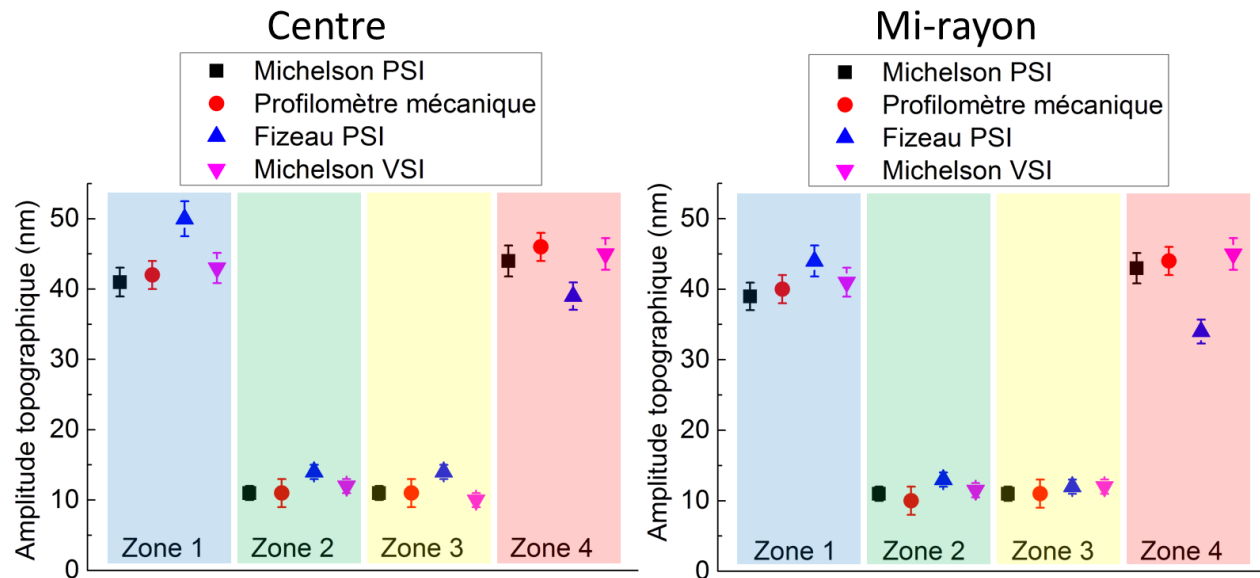 Centre
Michelson PSI
Profilomètre mécanique
Fizeau PSI
Michelson VSI
Amplitude topographique (nm)
50
40
30
20
10
0
Zone 1 Zone 2 Zone 3 Zone 4
Mi-rayon
Michelson PSI
Profilomètre mécanique
Fizeau PSI
Michelson VSI
Amplitude topographique (nm)
50
40
30
20
10
0
Zone 1 Zone 2 Zone 3 Zone 4